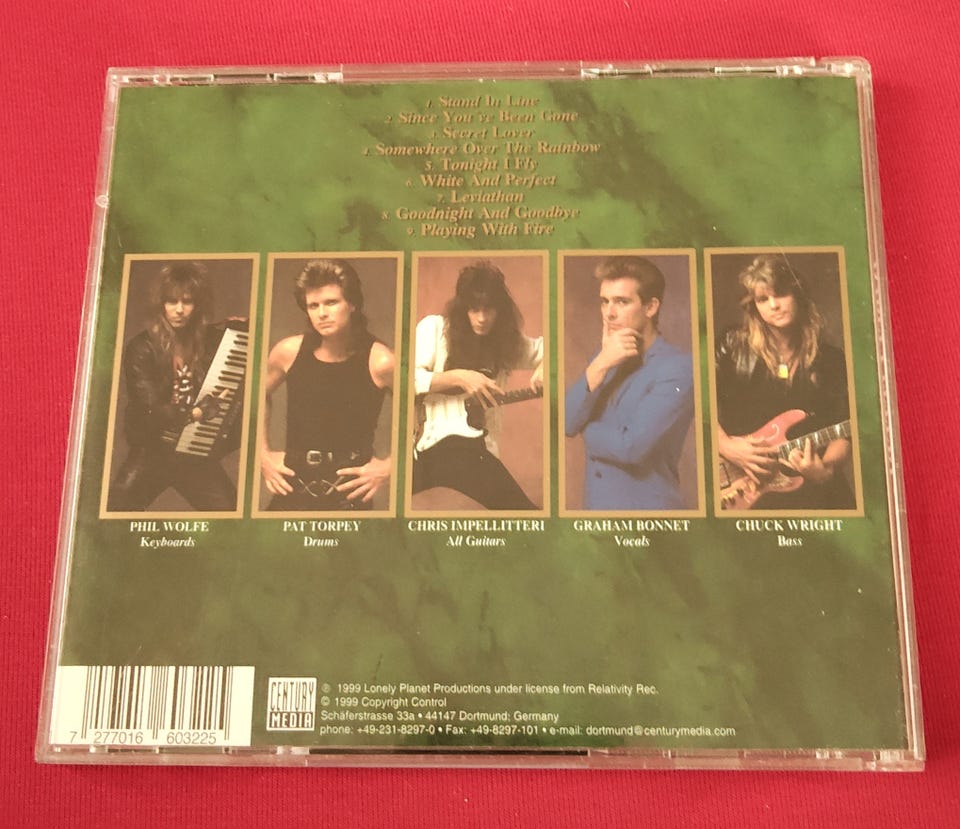 1. Stand In Line
2. Since You've Been Gone
3. Secret Lover
4. Somewhere Over The Rainbow
5. Tonight I Fly
6. White And Perfect
7. Leviathan
8. Goodnight And Goodbye
9. Playing With Fire
PHIL WOLFE
Keyboards
PAT TORPEY
Drums
CHRIS IMPELLITTERI
All Guitars
GRAHAM BONNET
Vocals
CHUCK WRIGHT
Bass
7 277016 603225
CENTURY
MEDIA
℗ 1999 Lonely Planet Productions under license from Relativity Rec.
© 1999 Copyright Control
Schäferstrasse 33a • 44147 Dortmund; Germany
phone: +49-231-8297-0 • Fax: +49-8297-101 • e-mail: dortmund@centurymedia.com